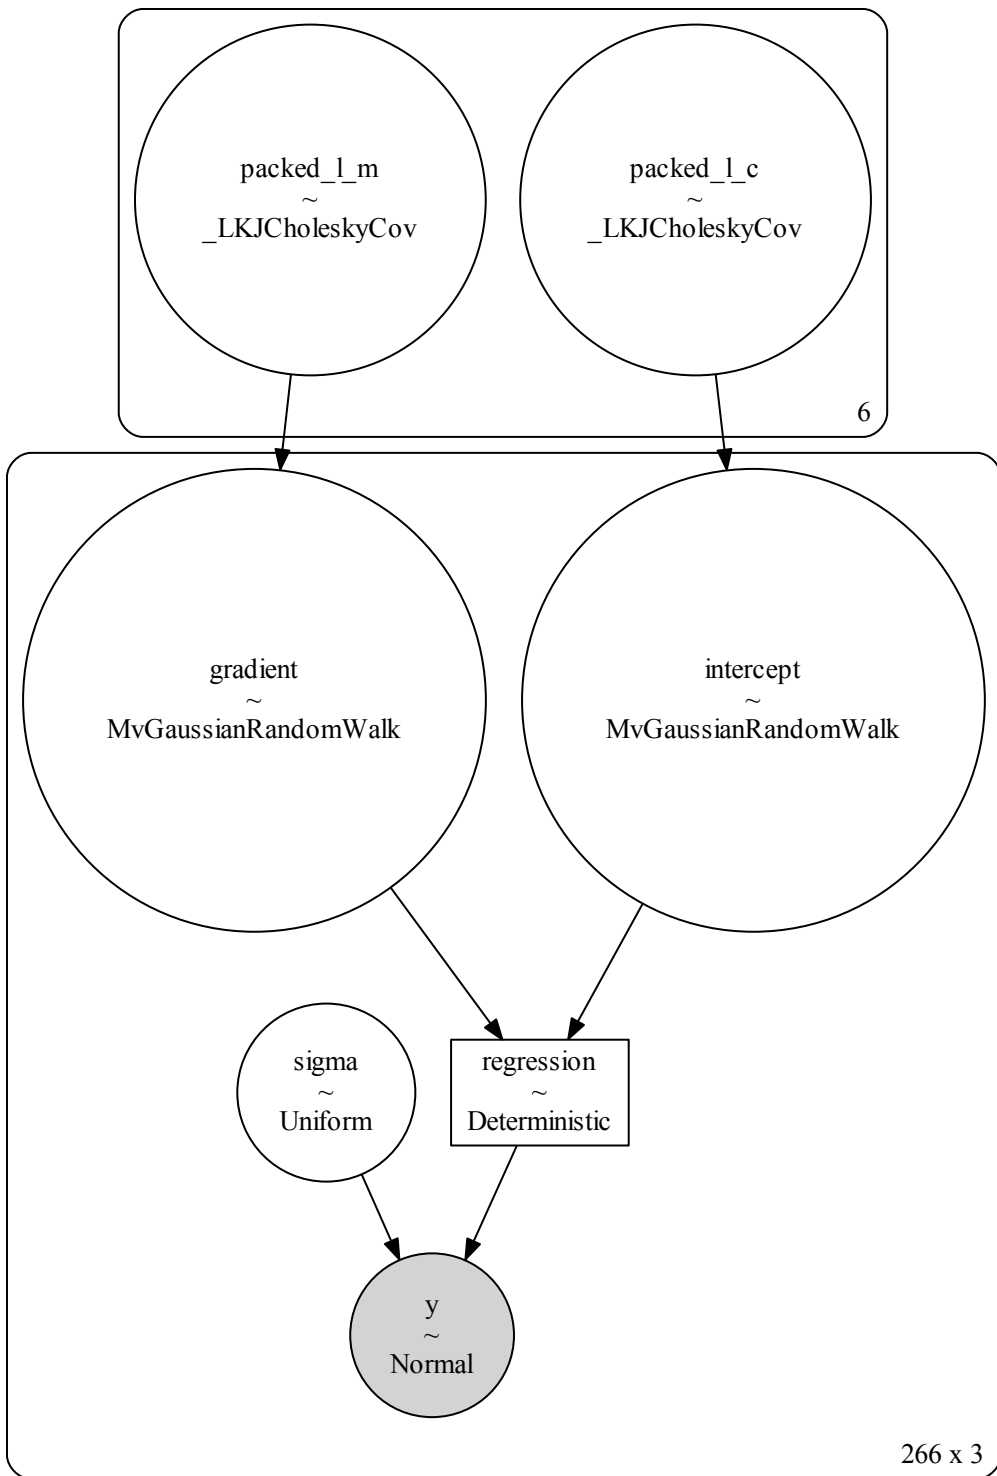 packed_l_m
~
_LKJCholeskyCov
packed_l_c
~
_LKJCholeskyCov
6
gradient
~
MvGaussianRandomWalk
intercept
~
MvGaussianRandomWalk
sigma
~
Uniform
regression
~
Deterministic
y
~
Normal
266 x 3